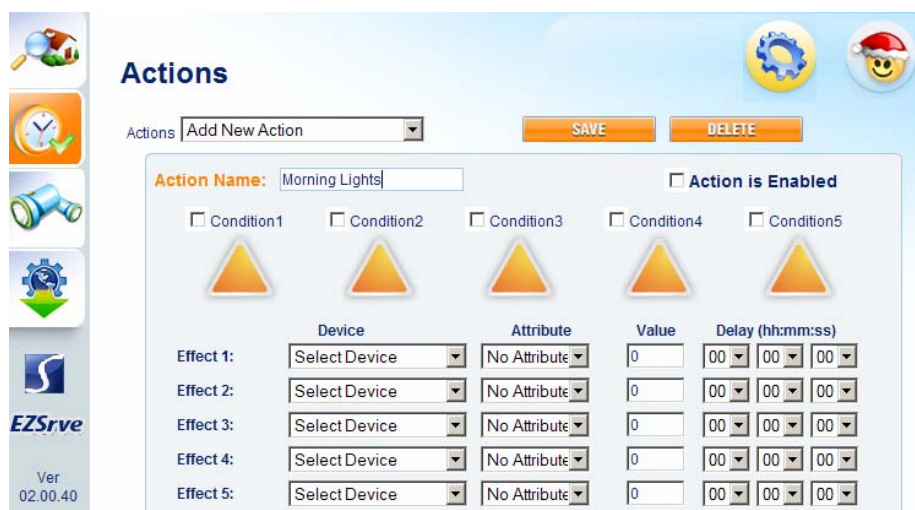 Actions
Actions Add New Action SAVE DELETE
Action Name: Morning Lights Action is Enabled
Condition1 Condition2 Condition3 Condition4 Condition5
Device Attribute Value Delay (hh:mm:ss)
Effect 1: Select Device No Attribute 0 00 00 00
Effect 2: Select Device No Attribute 0 00 00 00
Effect 3: Select Device No Attribute 0 00 00 00
Effect 4: Select Device No Attribute 0 00 00 00
Effect 5: Select Device No Attribute 0 00 00 00
EZSrve
Ver
02.00.40